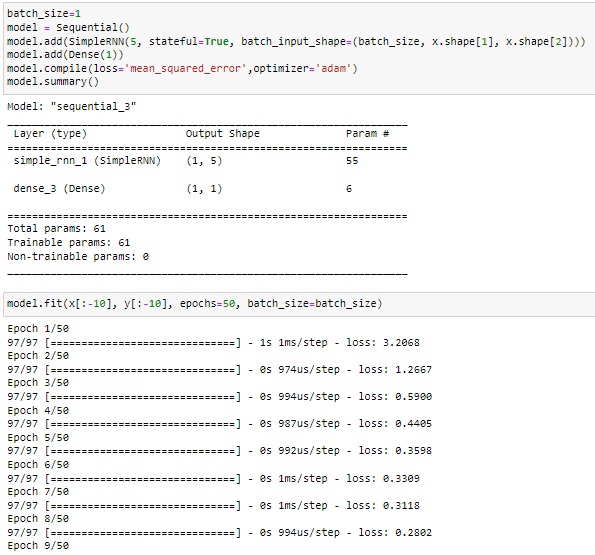 batch_size=1
model = Sequential()
model.add(SimpleRNN(5, stateful=True, batch_input_shape=(batch_size, x.shape[1], x.shape[2])))
model.add(Dense(1))
model.compile(loss='mean_squared_error',optimizer='adam')
model.summary()
Model: "sequential_3"
_________________________________________________________________
Layer (type) Output Shape Param #
=================================================================
simple_rnn_1 (SimpleRNN) (1, 5) 55
dense_3 (Dense) (1, 1) 6
=================================================================
Total params: 61
Trainable params: 61
Non-trainable params: 0
_________________________________________________________________
model.fit(x[:-10], y[:-10], epochs=50, batch_size=batch_size)
Epoch 1/50
97/97 [==============================] - 1s 1ms/step - loss: 3.2068
Epoch 2/50
97/97 [==============================] - 0s 974us/step - loss: 1.2667
Epoch 3/50
97/97 [==============================] - 0s 994us/step - loss: 0.5900
Epoch 4/50
97/97 [==============================] - 0s 987us/step - loss: 0.4405
Epoch 5/50
97/97 [==============================] - 0s 992us/step - loss: 0.3598
Epoch 6/50
97/97 [==============================] - 0s 1ms/step - loss: 0.3309
Epoch 7/50
97/97 [==============================] - 0s 1ms/step - loss: 0.3118
Epoch 8/50
97/97 [==============================] - 0s 994us/step - loss: 0.2802
Epoch 9/50